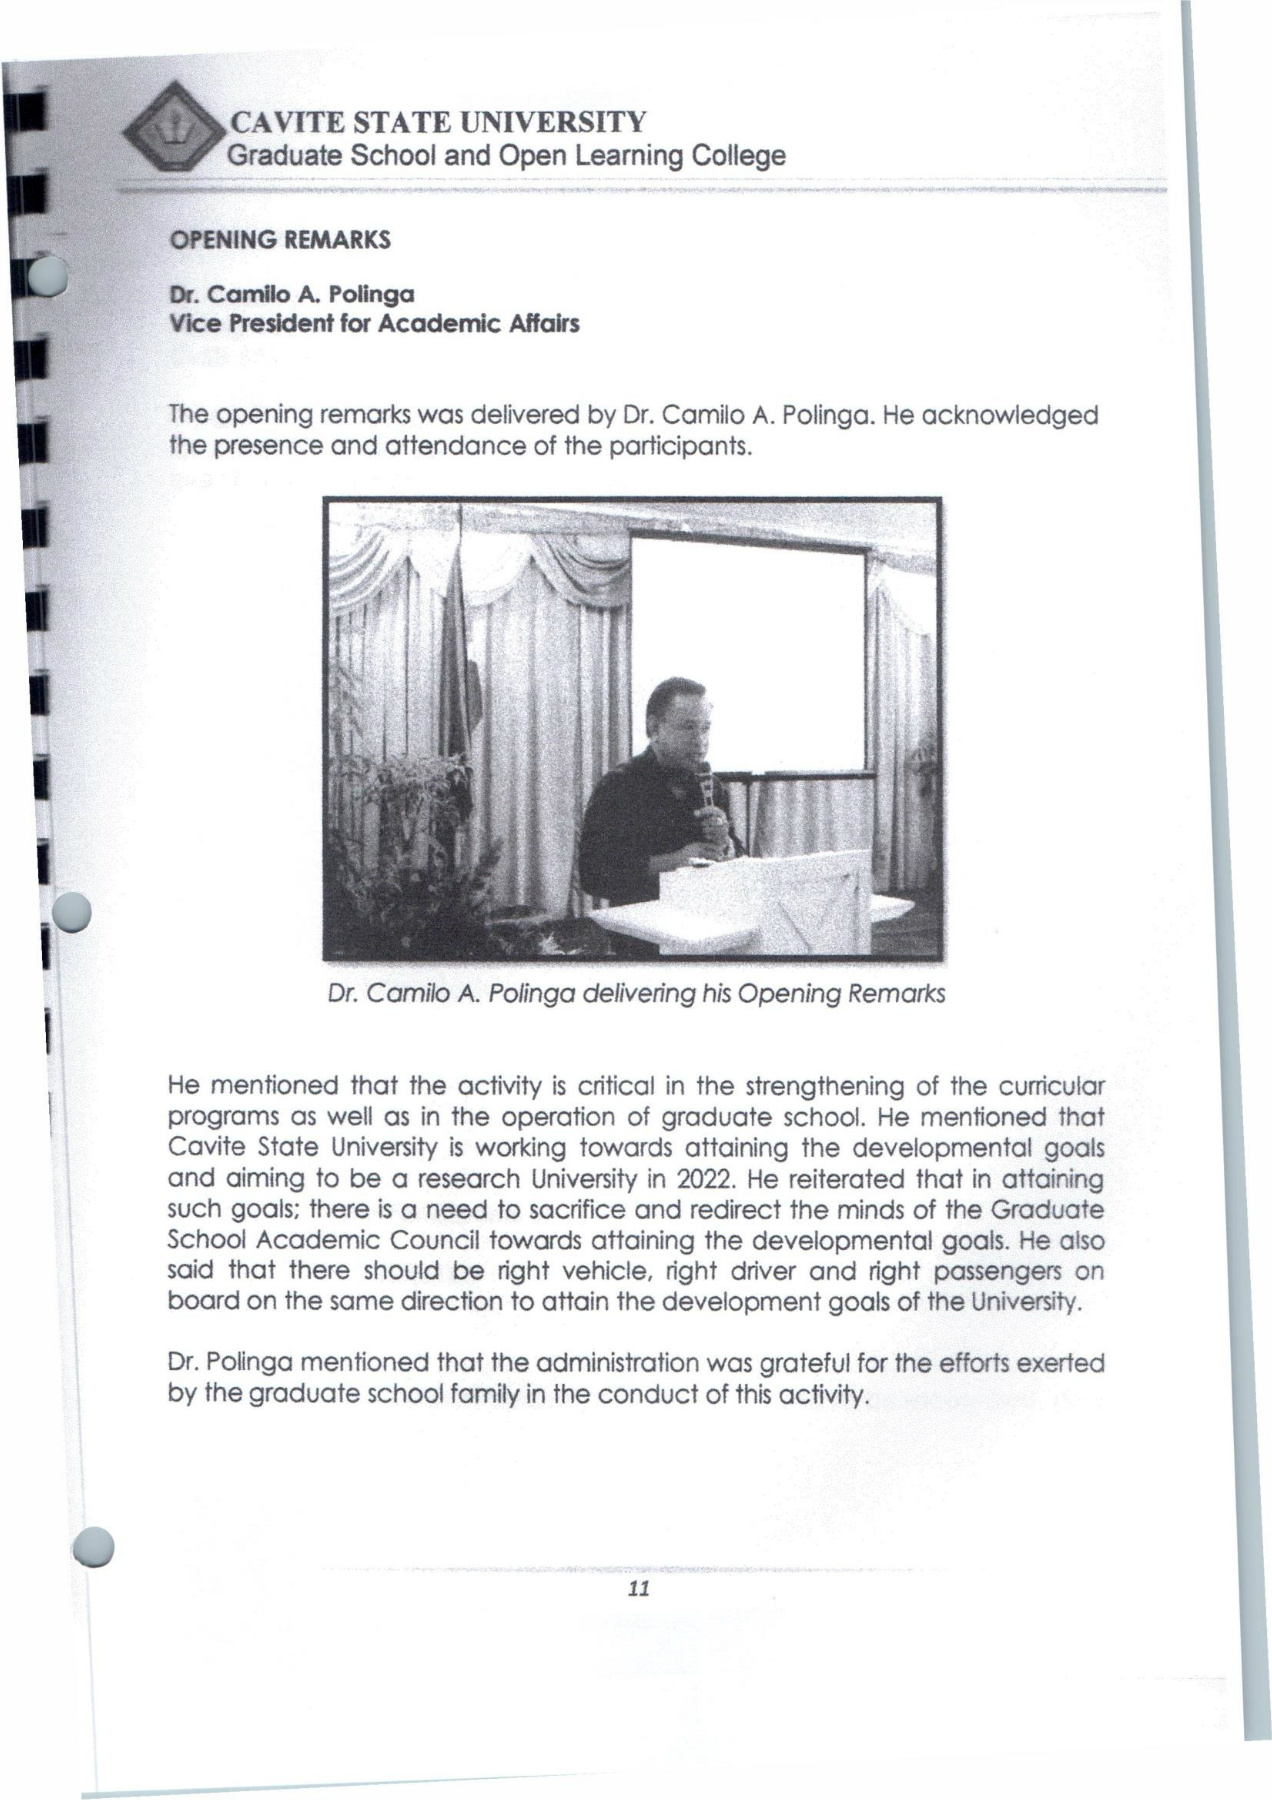 CAVITE STATE UNIVERSITY
Graduate School and Open Learning College
OPENING REMARKS
Dr. Camilo A. Polinga
Vice President for Academic Affairs
The opening remarks was delivered by Dr. Camilo A. Polinga. He acknowledged
the presence and attendance of the participants.
Dr. Camilo A. Polinga delivering his Opening Remarks
He mentioned that the activity is critical in the strengthening of the curricular
programs as well as in the operation of graduate school. He mentioned that
Cavite State University is working towards attaining the developmental goals
and aiming to be a research University in 2022. He reiterated that in attaining
such goals; there is a need to sacrifice and redirect the minds of the Graduate
School Academic Council towards attaining the developmental goals. He also
said that there should be right vehicle, right driver and right passengers on
board on the same direction to attain the development goals of the University.
Dr. Polinga mentioned that the administration was grateful for the efforts exerted
by the graduate school family in the conduct of this activity.
11